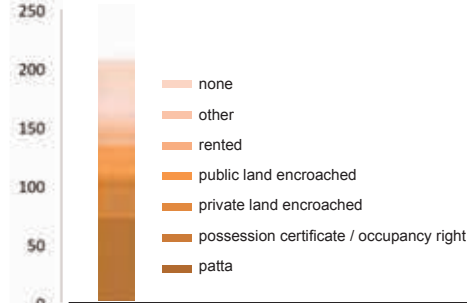 250
200
150
100
50
0
none
other
rented
public land encroached
private land encroached
possession certificate / occupancy right
patta